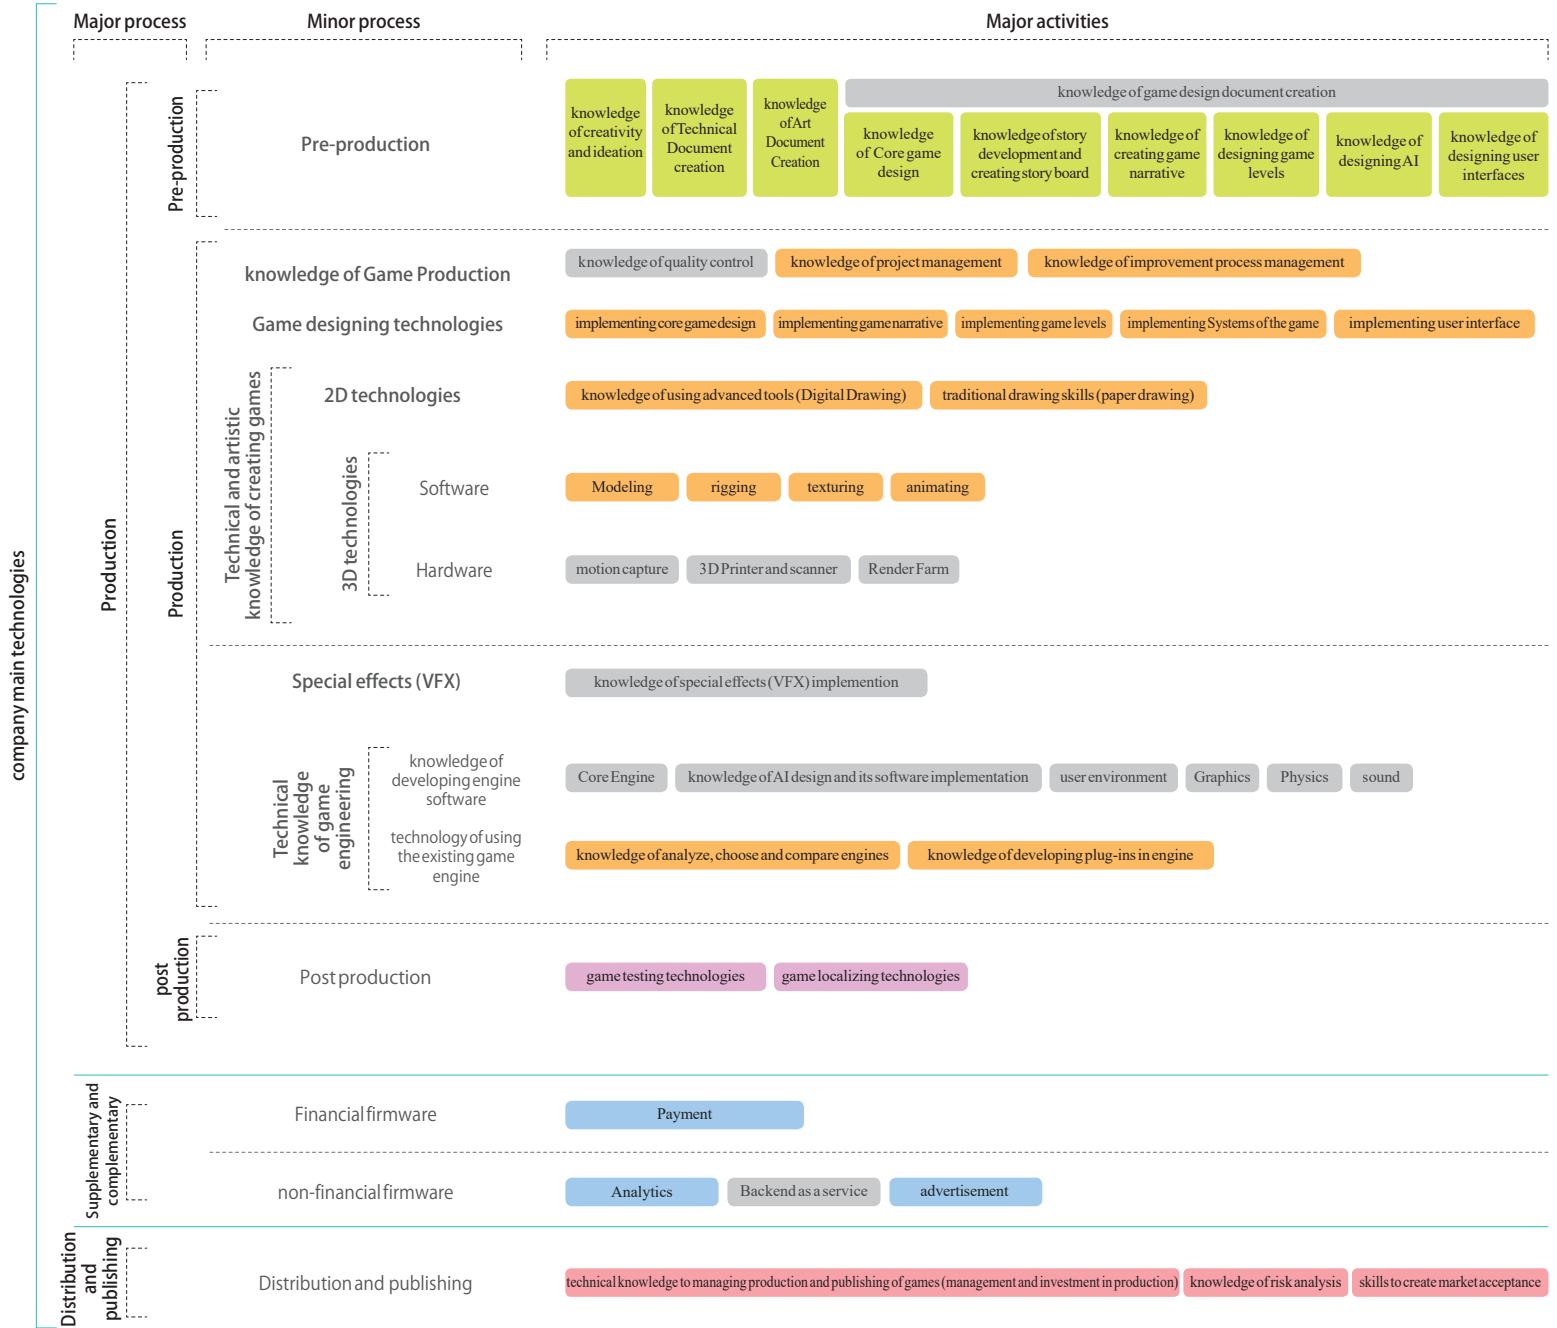 Major process
Minor process
Major activities
company main technologies
Production
Pre-production
Pre-production
knowledge
of creativity
and ideation
knowledge
of Technical
Document
creation
knowledge
of Art
Document
Creation
knowledge of game design document creation
knowledge
of Core game
design
knowledge of story
development and
creating story board
knowledge of
creating game
narrative
knowledge of
designing game
levels
knowledge of
designing AI
knowledge of
designing user
interfaces
Production
knowledge of Game Production
knowledge of quality control
knowledge of project management
knowledge of improvement process management
Game designing technologies
implementing core game design
implementing game narrative
implementing game levels
implementing Systems of the game
implementing user interface
Technical and artistic
knowledge of creating games
2D technologies
knowledge of using advanced tools (Digital Drawing)
traditional drawing skills (paper drawing)
3D technologies
Software
Modeling
rigging
texturing
animating
Hardware
motion capture
3D Printer and scanner
Render Farm
Special effects (VFX)
knowledge of special effects (VFX) implemention
Technical
knowledge
of game
engineering
knowledge of
developing engine
software
Core Engine
knowledge of AI design and its software implementation
user environment
Graphics
Physics
sound
technology of using
the existing game
engine
knowledge of analyze, choose and compare engines
knowledge of developing plug-ins in engine
post
production
Post production
game testing technologies
game localizing technologies
Supplementary and
complementary
Financial firmware
Payment
non-financial firmware
Analytics
Backend as a service
advertisement
Distribution
and
publishing
Distribution and publishing
technical knowledge to managing production and publishing of games (management and investment in production)
knowledge of risk analysis
skills to create market acceptance